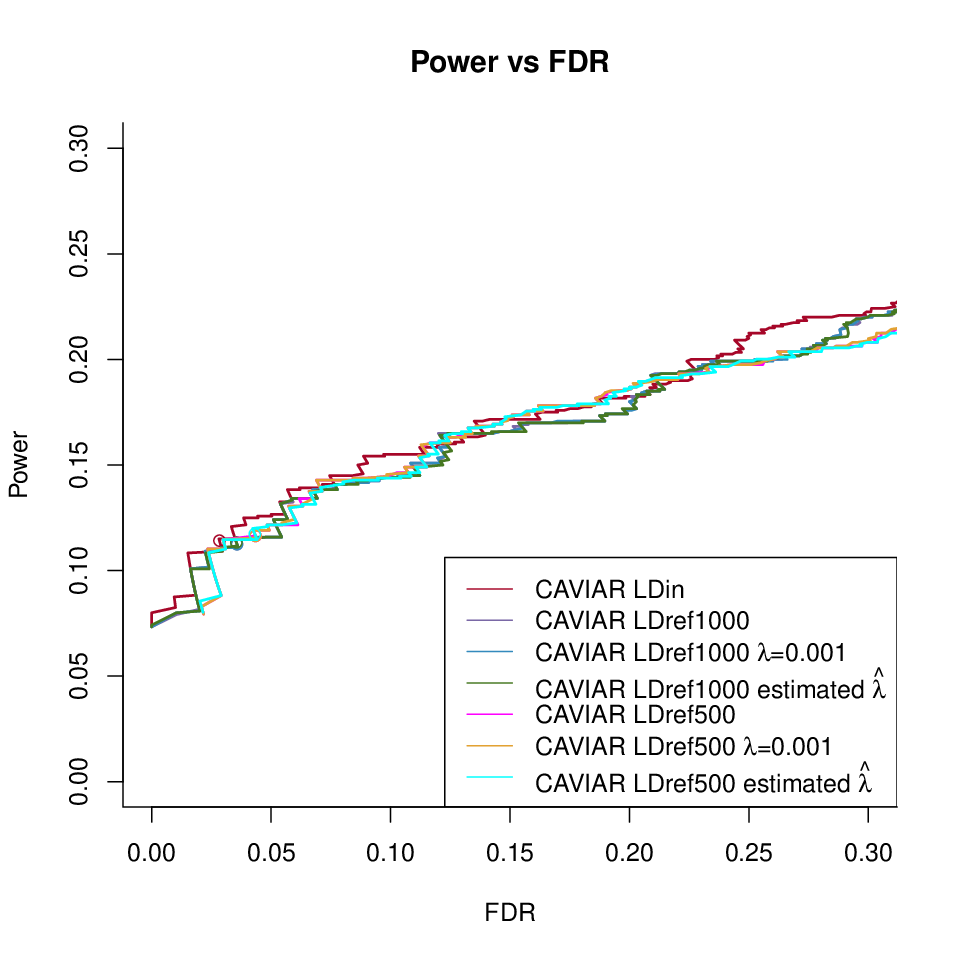 Power vs FDR
Power
0.30
0.25
0.20
0.15
0.10
0.05
0.00
CAVIAR LDin
CAVIAR LDref1000
CAVIAR LDref1000 λ=0.001
CAVIAR LDref1000 estimated λ̂
CAVIAR LDref500
CAVIAR LDref500 λ=0.001
CAVIAR LDref500 estimated λ̂
0.00 0.05 0.10 0.15 0.20 0.25 0.30
FDR